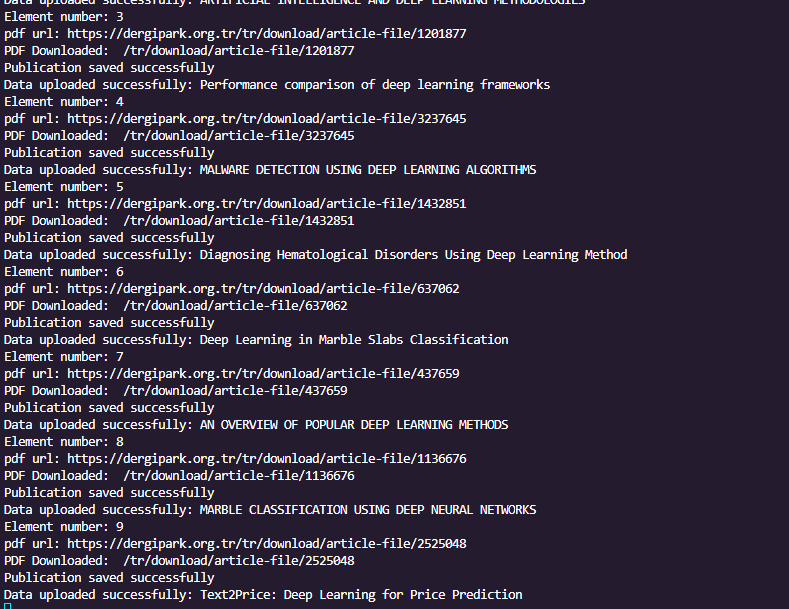 Data uploaded successfully: ARTIFICIAL INTELLIGENCE AND DEEP LEARNING METHODOLOGIES
Element number: 3
pdf url: https://dergipark.org.tr/tr/download/article-file/1201877
PDF Downloaded:  /tr/download/article-file/1201877
Publication saved successfully
Data uploaded successfully: Performance comparison of deep learning frameworks
Element number: 4
pdf url: https://dergipark.org.tr/tr/download/article-file/3237645
PDF Downloaded:  /tr/download/article-file/3237645
Publication saved successfully
Data uploaded successfully: MALWARE DETECTION USING DEEP LEARNING ALGORITHMS
Element number: 5
pdf url: https://dergipark.org.tr/tr/download/article-file/1432851
PDF Downloaded:  /tr/download/article-file/1432851
Publication saved successfully
Data uploaded successfully: Diagnosing Hematological Disorders Using Deep Learning Method
Element number: 6
pdf url: https://dergipark.org.tr/tr/download/article-file/637062
PDF Downloaded:  /tr/download/article-file/637062
Publication saved successfully
Data uploaded successfully: Deep Learning in Marble Slabs Classification
Element number: 7
pdf url: https://dergipark.org.tr/tr/download/article-file/437659
PDF Downloaded:  /tr/download/article-file/437659
Publication saved successfully
Data uploaded successfully: AN OVERVIEW OF POPULAR DEEP LEARNING METHODS
Element number: 8
pdf url: https://dergipark.org.tr/tr/download/article-file/1136676
PDF Downloaded:  /tr/download/article-file/1136676
Publication saved successfully
Data uploaded successfully: MARBLE CLASSIFICATION USING DEEP NEURAL NETWORKS
Element number: 9
pdf url: https://dergipark.org.tr/tr/download/article-file/2525048
PDF Downloaded:  /tr/download/article-file/2525048
Publication saved successfully
Data uploaded successfully: Text2Price: Deep Learning for Price Prediction